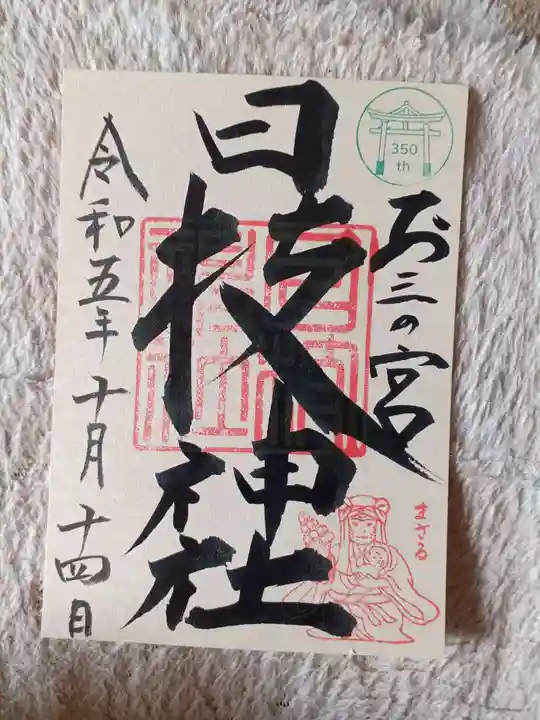 350
th
お三の宮
日枝神社
令和五年十月十四日
まさる